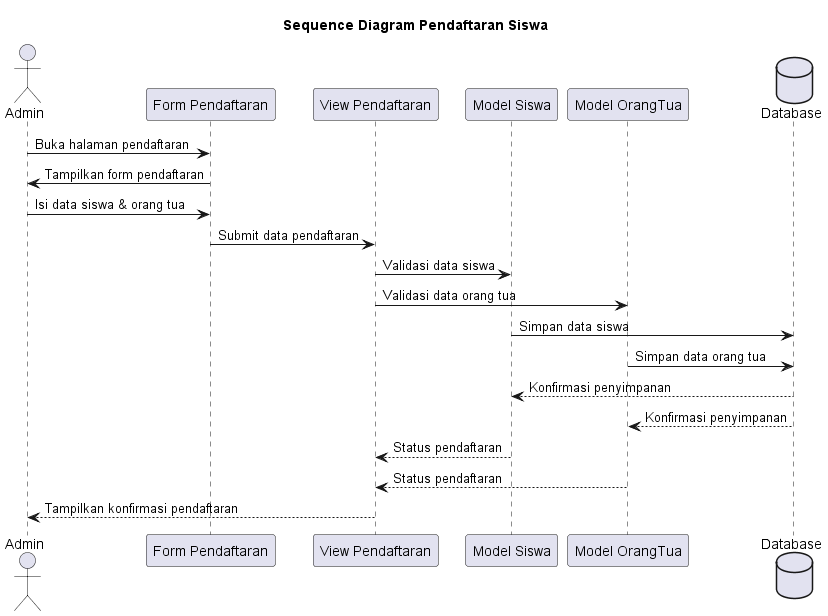 Sequence Diagram Pendaftaran Siswa
Admin
Form Pendaftaran
View Pendaftaran
Model Siswa
Model OrangTua
Database
Buka halaman pendaftaran
Tampilkan form pendaftaran
Isi data siswa & orang tua
Submit data pendaftaran
Validasi data siswa
Validasi data orang tua
Simpan data siswa
Simpan data orang tua
Konfirmasi penyimpanan
Konfirmasi penyimpanan
Status pendaftaran
Status pendaftaran
Tampilkan konfirmasi pendaftaran
Admin
Form Pendaftaran
View Pendaftaran
Model Siswa
Model OrangTua
Database